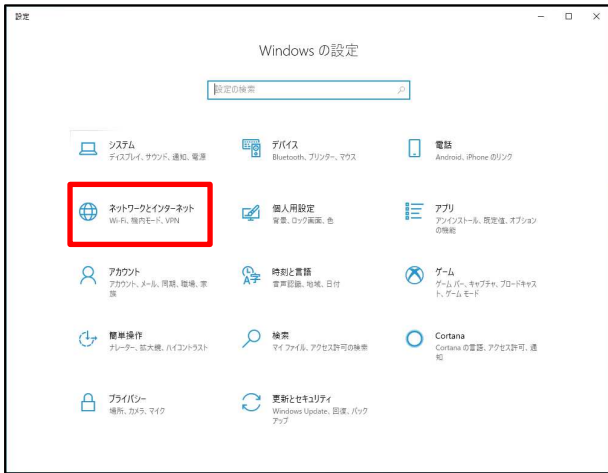 設定
Windows の設定
設定の検索
システム
ディスプレイ、サウンド、通知、電源
デバイス
Bluetooth、プリンター、マウス
電話
Android、iPhone のリンク
ネットワークとインターネット
Wi-Fi、機内モード、VPN
個人用設定
背景、ロック画面、色
アプリ
アンインストール、既定値、オプション
の機能
アカウント
アカウント、メール、同期、職場、家
族
時刻と言語
音声認識、地域、日付
ゲーム
ゲーム バー、キャプチャ、ブロードキャス
ト、ゲーム モード
簡単操作
ナレーター、拡大鏡、ハイコントラスト
検索
マイ ファイル、アクセス許可の検索
Cortana
Cortana の言語、アクセス許可、通
知
プライバシー
場所、カメラ、マイク
更新とセキュリティ
Windows Update、回復、バック
アップ